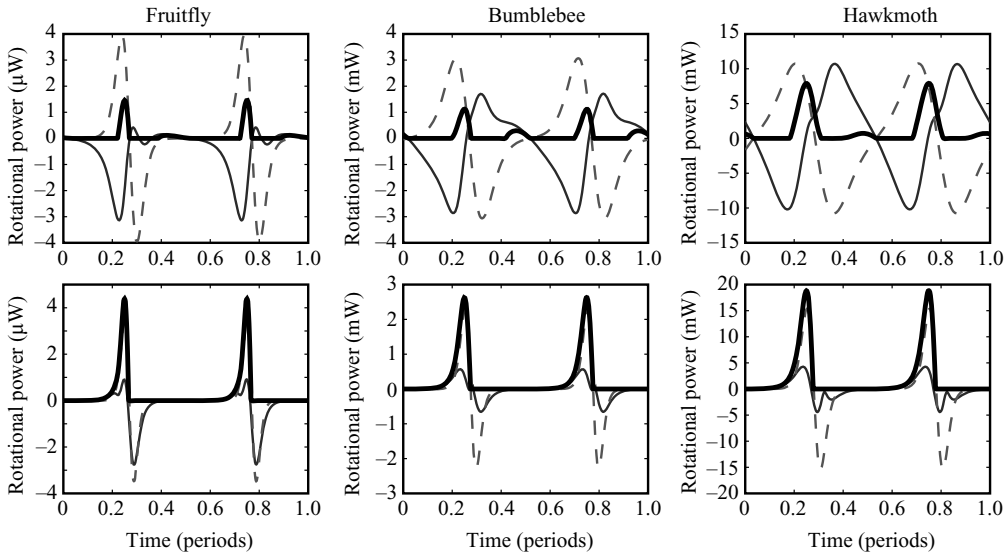 Fruitfly
Rotational power (µW)
4
3
2
1
0
–1
–2
–3
–4
0 0.2 0.4 0.6 0.8 1.0
Bumblebee
Rotational power (mW)
4
3
2
1
0
–1
–2
–3
–4
0 0.2 0.4 0.6 0.8 1.0
Hawkmoth
Rotational power (mW)
15
10
5
0
–5
–10
–15
0 0.2 0.4 0.6 0.8 1.0
Rotational power (µW)
4
2
0
–2
–4
0 0.2 0.4 0.6 0.8 1.0
Time (periods)
Rotational power (mW)
3
2
1
0
–1
–2
3
0 0.2 0.4 0.6 0.8 1.0
Time (periods)
Rotational power (mW)
20
15
10
5
0
–5
–10
–15
–20
0 0.2 0.4 0.6 0.8 1.0
Time (periods)